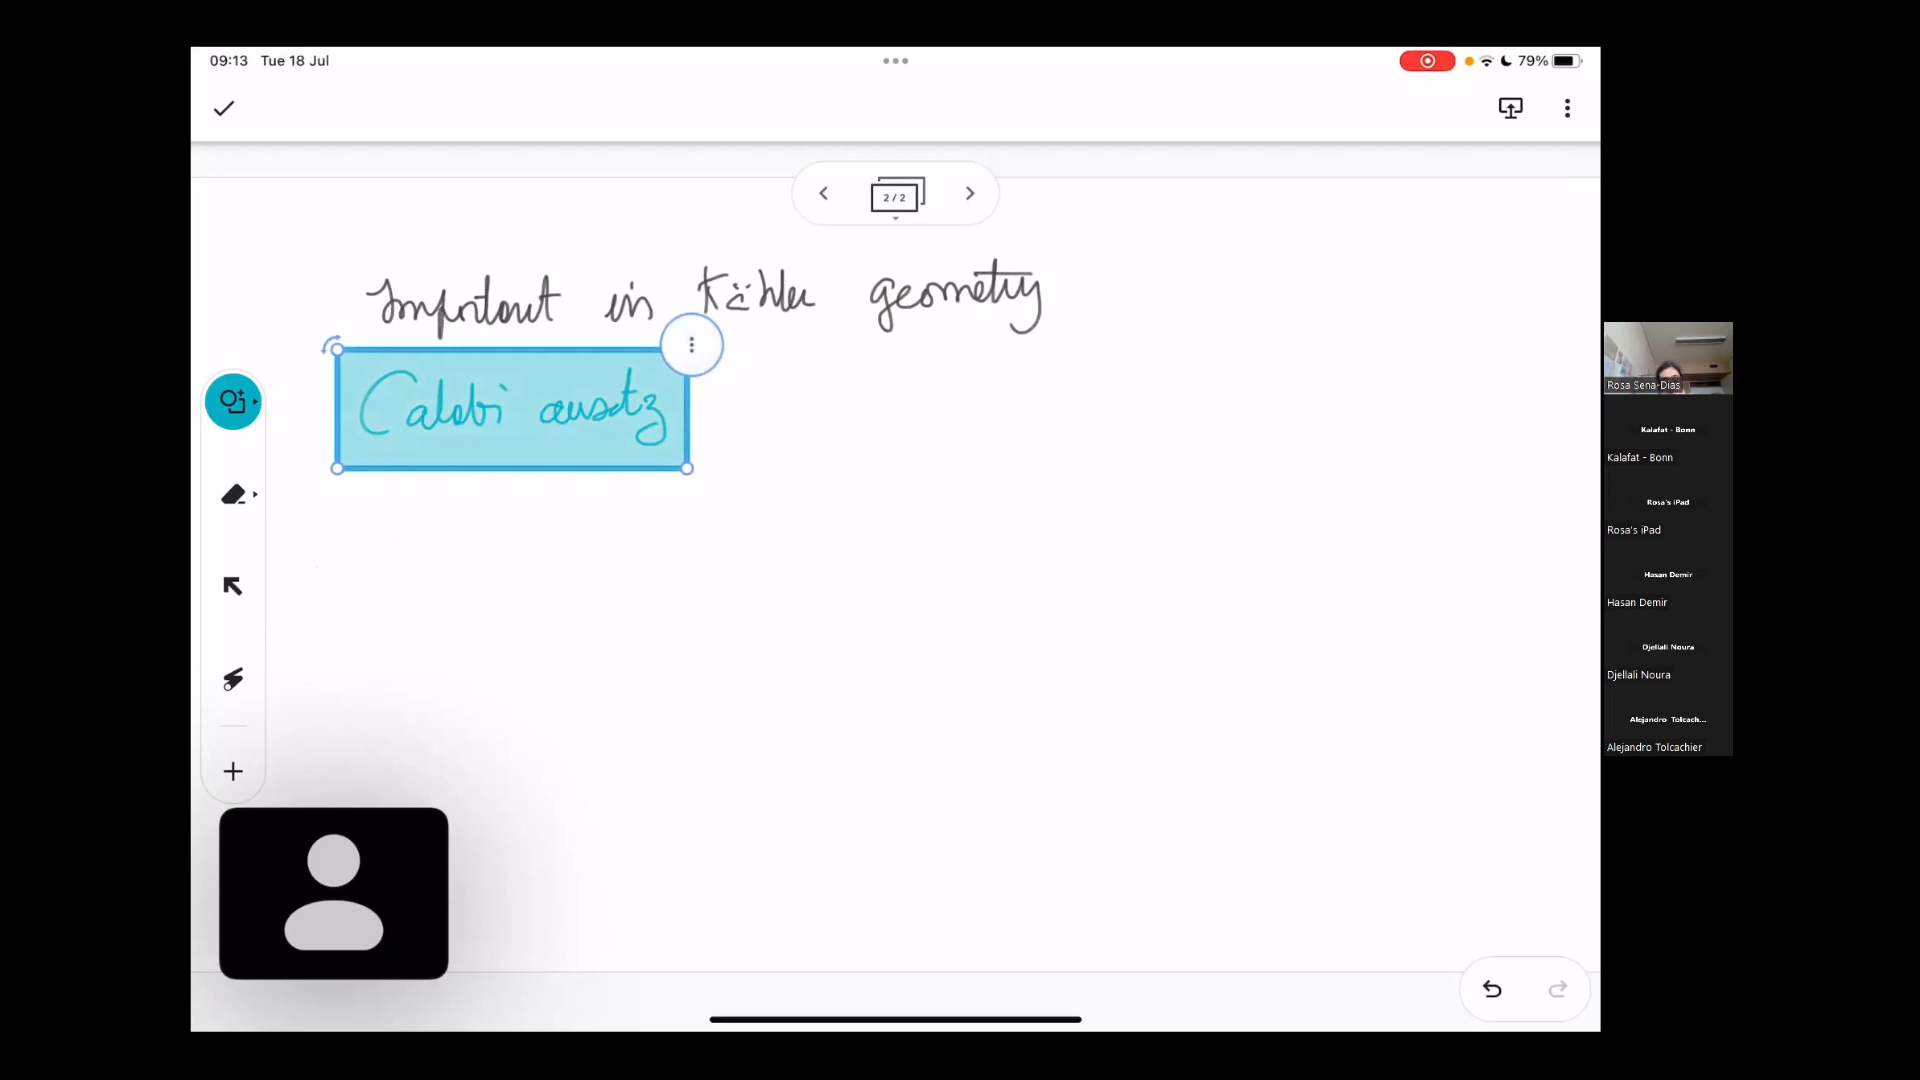 09:13 Tue 18 Jul
79%
2 / 2
Important in Kähler geometry
Calabi ansatz
Rosa Sena-Dias
Kalafat - Bonn
Kalafat - Bonn
Rosa's iPad
Rosa's iPad
Hasan Demir
Hasan Demir
Djellali Noura
Djellali Noura
Alejandro Tolcach...
Alejandro Tolcachier